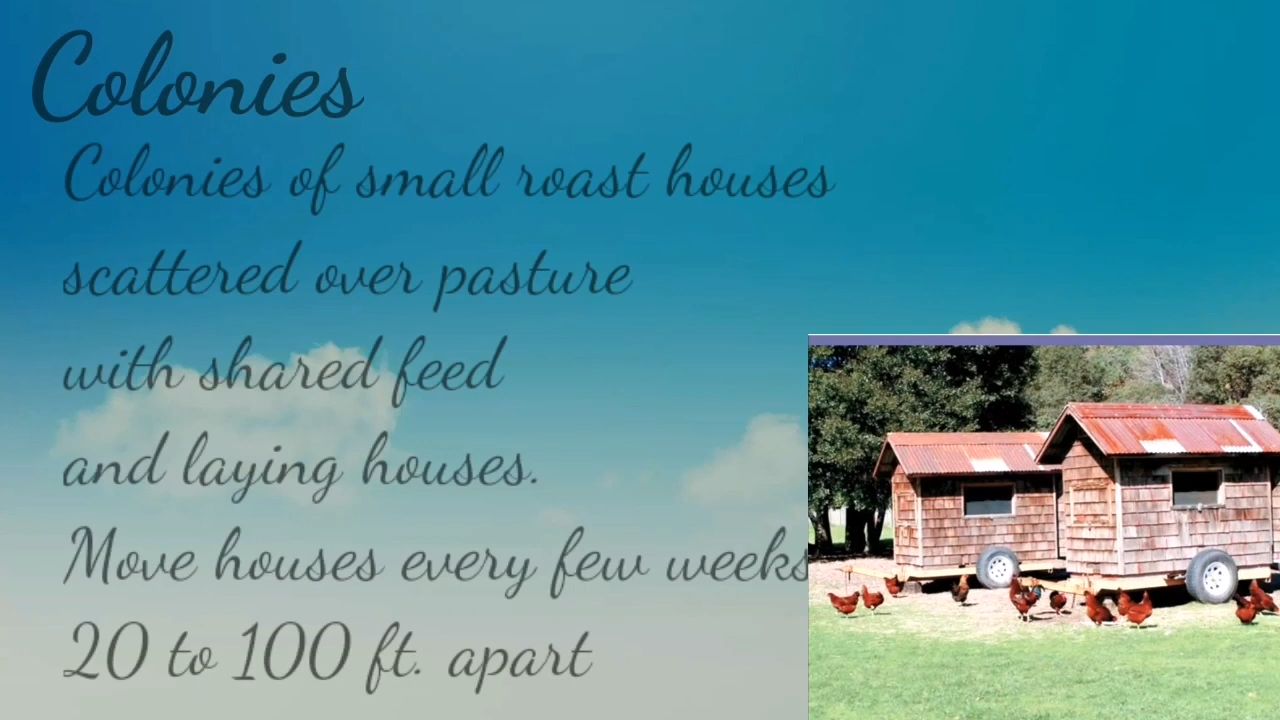 Colonies
Colonies of small roast houses
scattered over pasture
with shared feed
and laying houses.
Move houses every few weeks
20 to 100 ft. apart